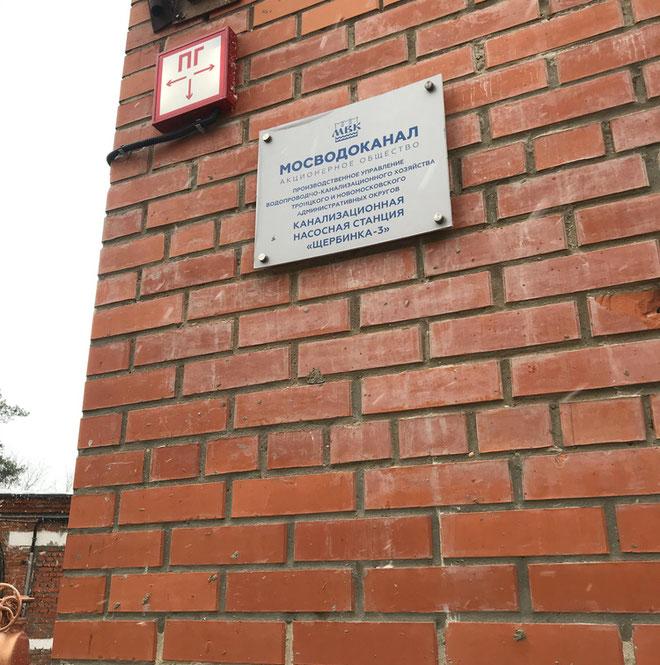 ПГ
МВК
МОСВОДОКАНАЛ
АКЦИОНЕРНОЕ ОБЩЕСТВО
ПРОИЗВОДСТВЕННОЕ УПРАВЛЕНИЕ
ВОДОПРОВОДНО-КАНАЛИЗАЦИОННОГО ХОЗЯЙСТВА
ТРОИЦКОГО И НОВОМОСКОВСКОГО
АДМИНИСТРАТИВНЫХ ОКРУГОВ
КАНАЛИЗАЦИОННАЯ
НАСОСНАЯ СТАНЦИЯ
«ЩЕРБИНКА-3»